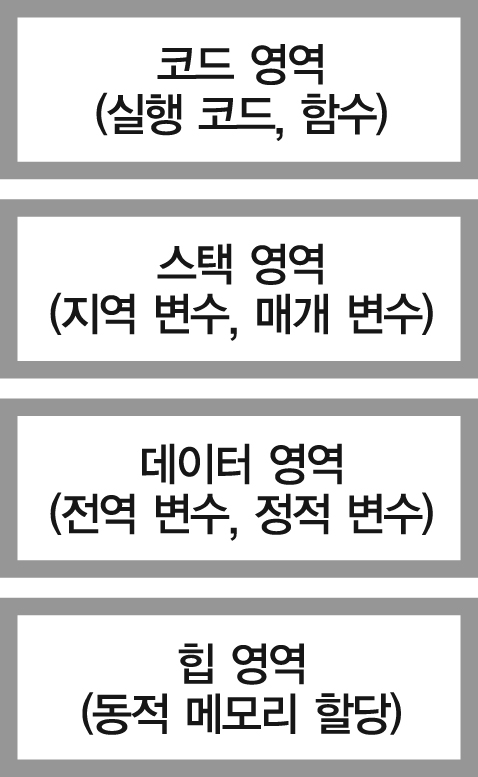 코드 영역
(실행 코드, 함수)
스택 영역
(지역 변수, 매개 변수)
데이터 영역
(전역 변수, 정적 변수)
힙 영역
(동적 메모리 할당)